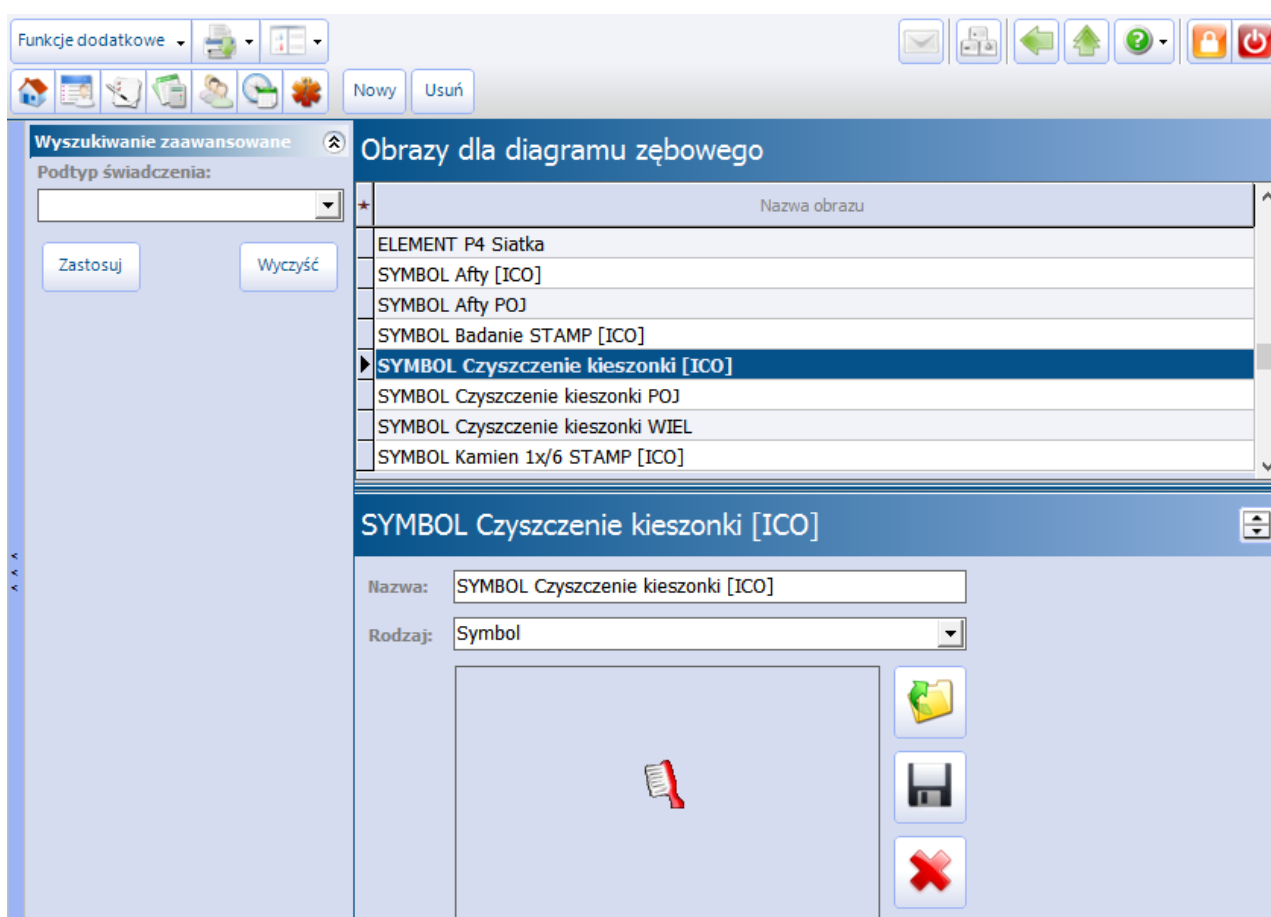 Funkcje dodatkowe
Nowy Usuń
Wyszukiwanie zaawansowane
Podtyp świadczenia:
Zastosuj Wyczyść
Obrazy dla diagramu zębowego
Nazwa obrazu
ELEMENT P4 Siatka
SYMBOL Afty [ICO]
SYMBOL Afty POJ
SYMBOL Badanie STAMP [ICO]
SYMBOL Czyszczenie kieszonki [ICO]
SYMBOL Czyszczenie kieszonki POJ
SYMBOL Czyszczenie kieszonki WIEL
SYMBOL Kamien 1x/6 STAMP [ICO]
SYMBOL Czyszczenie kieszonki [ICO]
Nazwa: SYMBOL Czyszczenie kieszonki [ICO]
Rodzaj: Symbol